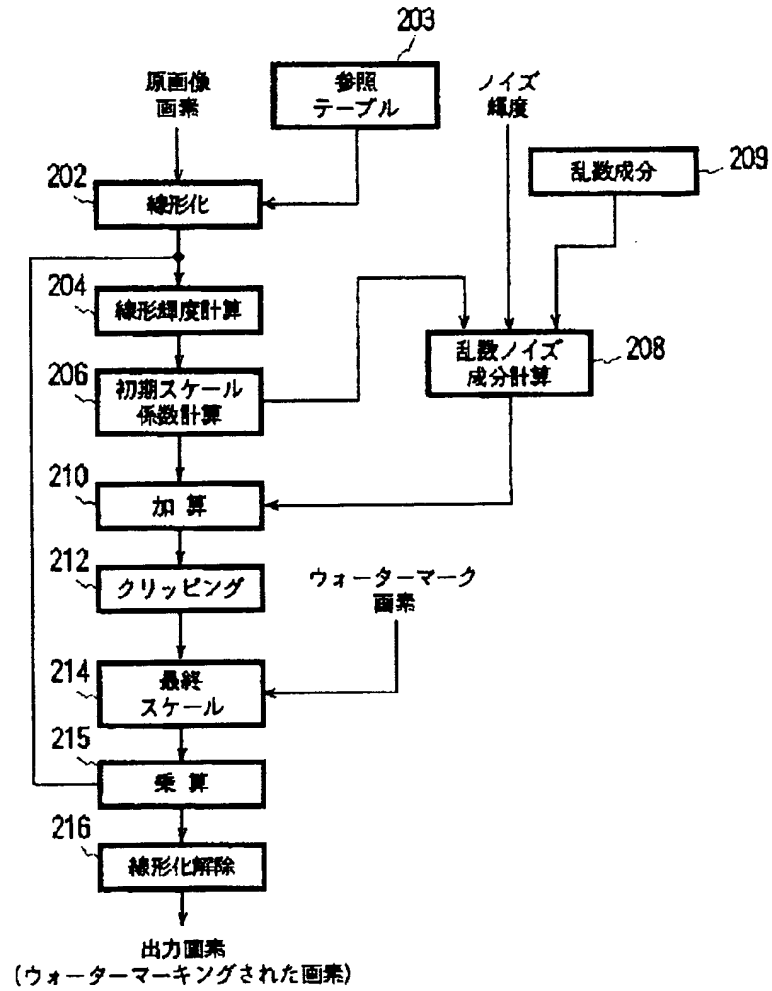 203
原画像
画素
参照
テーブル
ノイズ
輝度
乱数成分
209
202
線形化
204
線形輝度計算
206
初期スケール
係数計算
乱数ノイズ
成分計算
208
210
加 算
212
クリッピング
ウォーターマーク
画素
214
最終
スケール
215
乗 算
216
線形化解除
出力画素
(ウォーターマーキングされた画素)